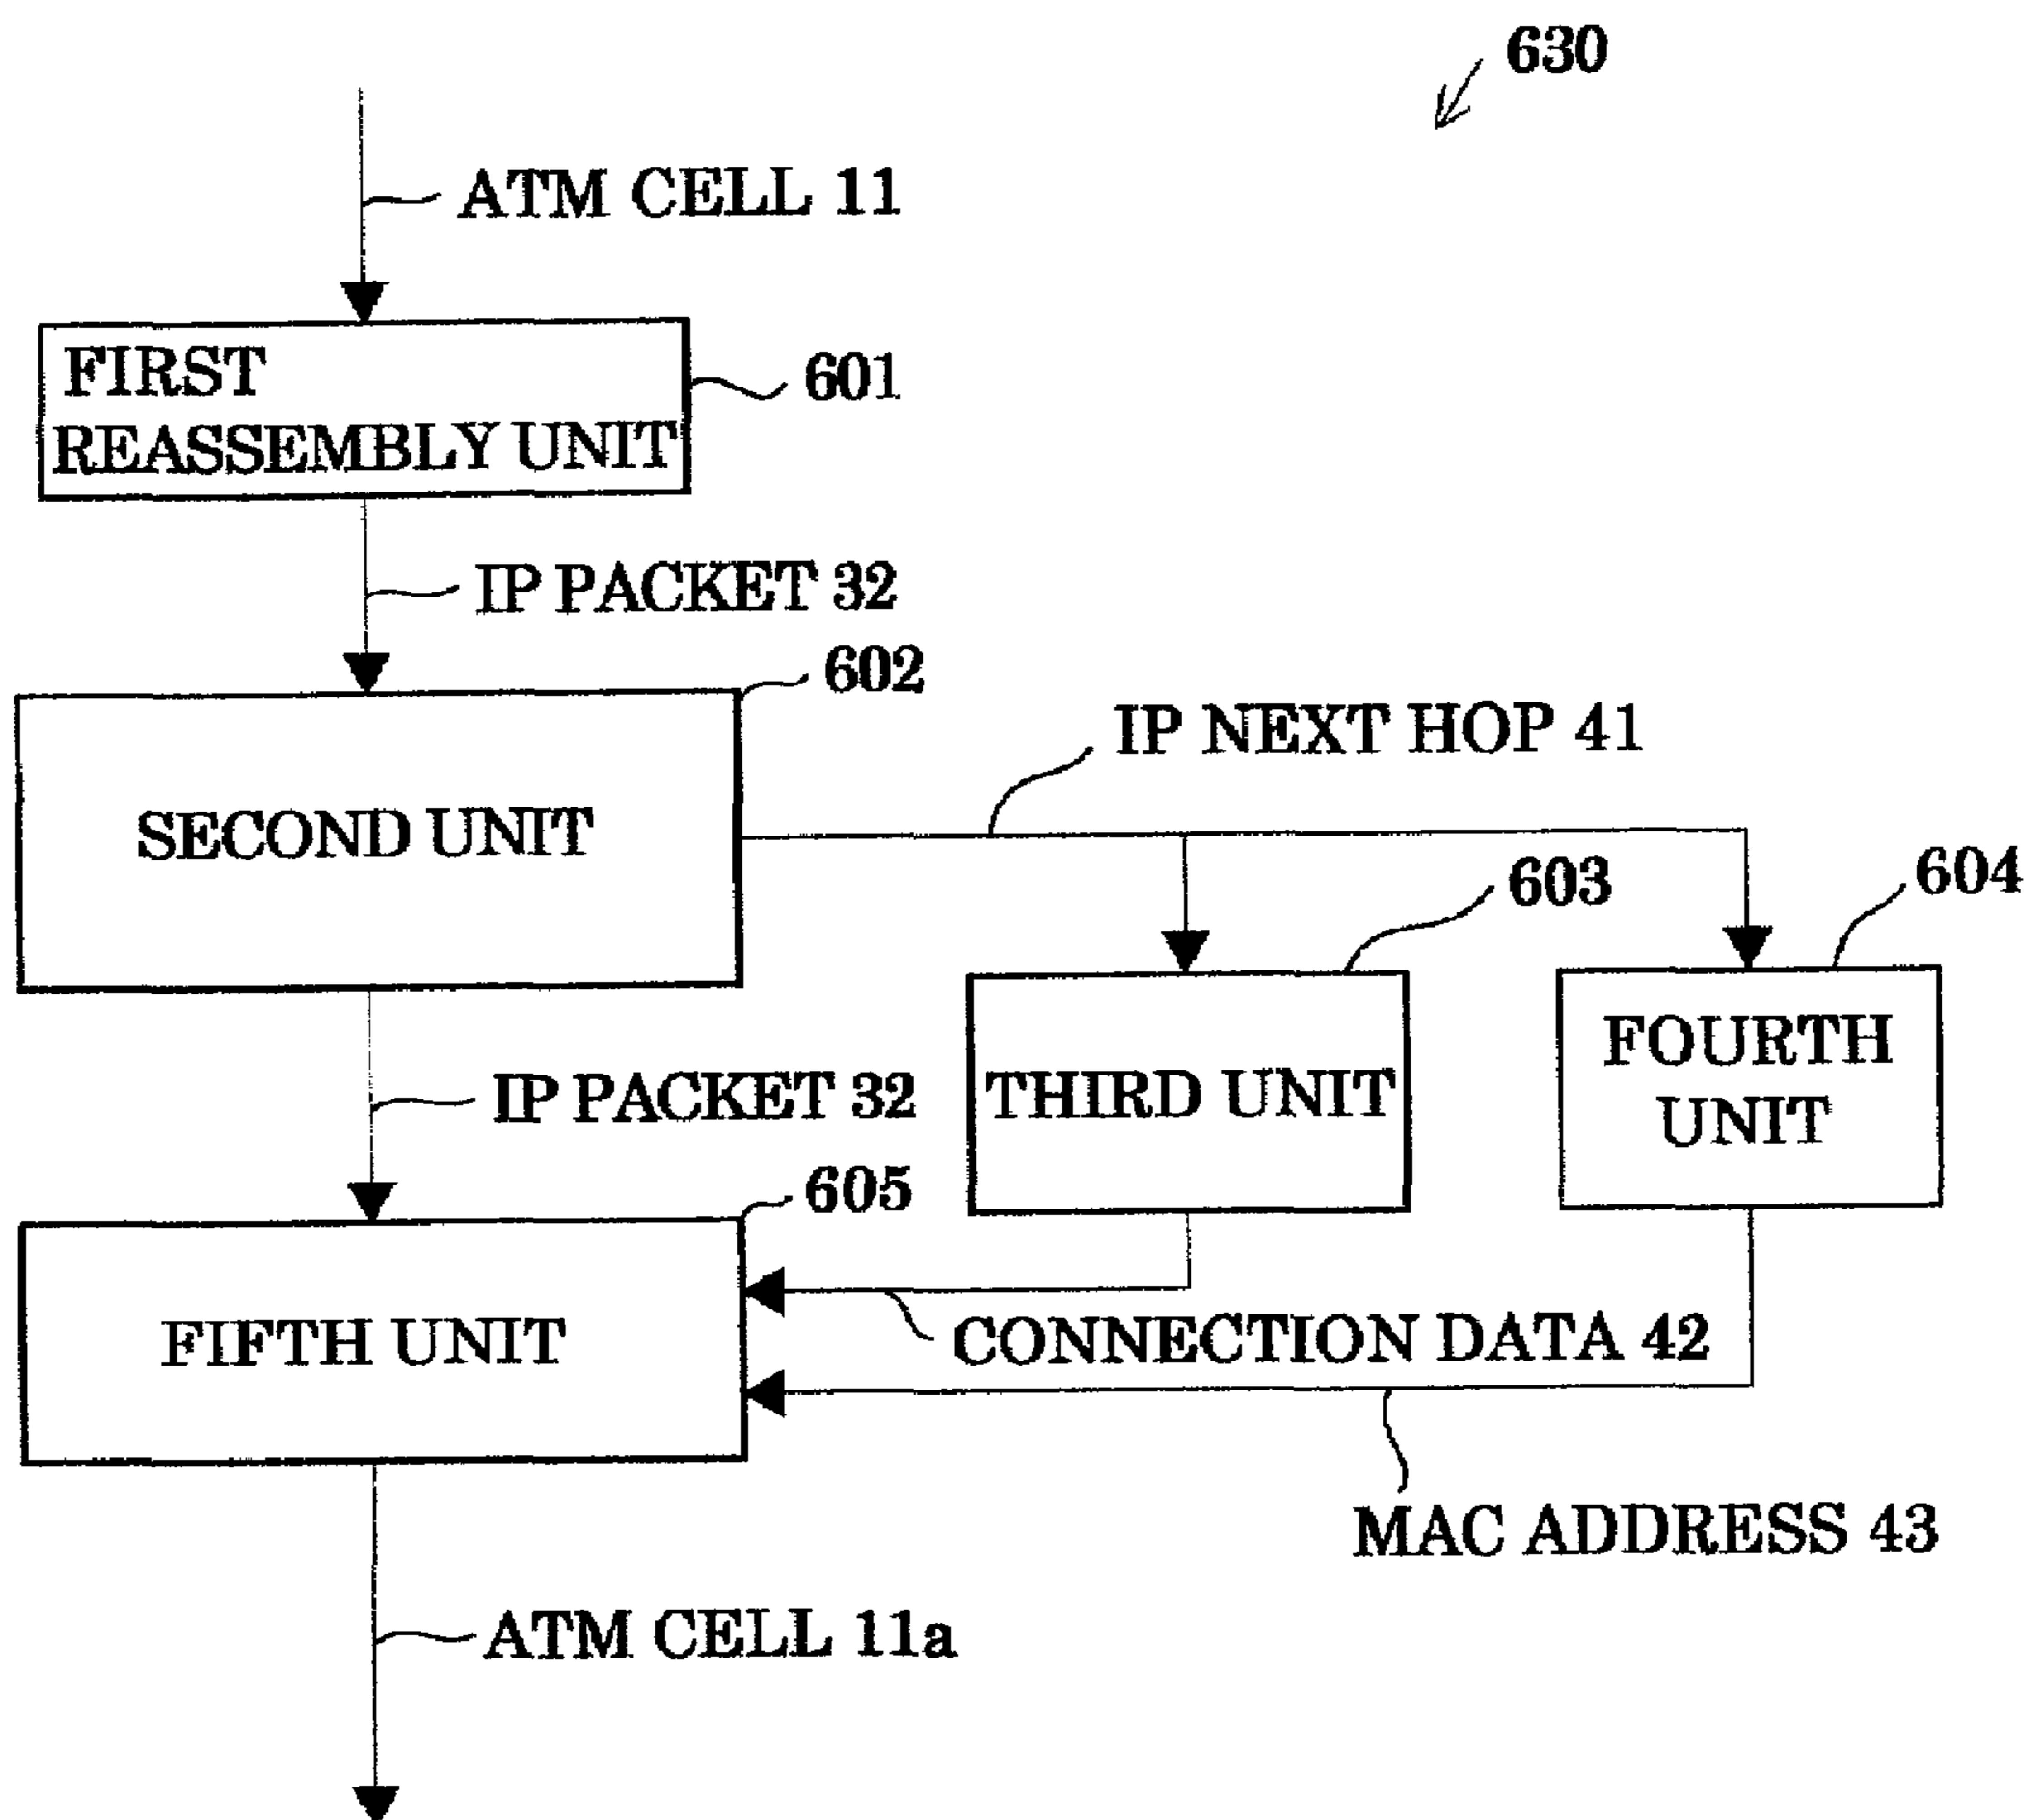 630
ATM CELL 11
FIRST
REASSEMBLY UNIT
601
IP PACKET 32
602
IP NEXT HOP 41
SECOND UNIT
603
604
THIRD UNIT
FOURTH
UNIT
IP PACKET 32
605
FIFTH UNIT
CONNECTION DATA 42
MAC ADDRESS 43
ATM CELL 11a